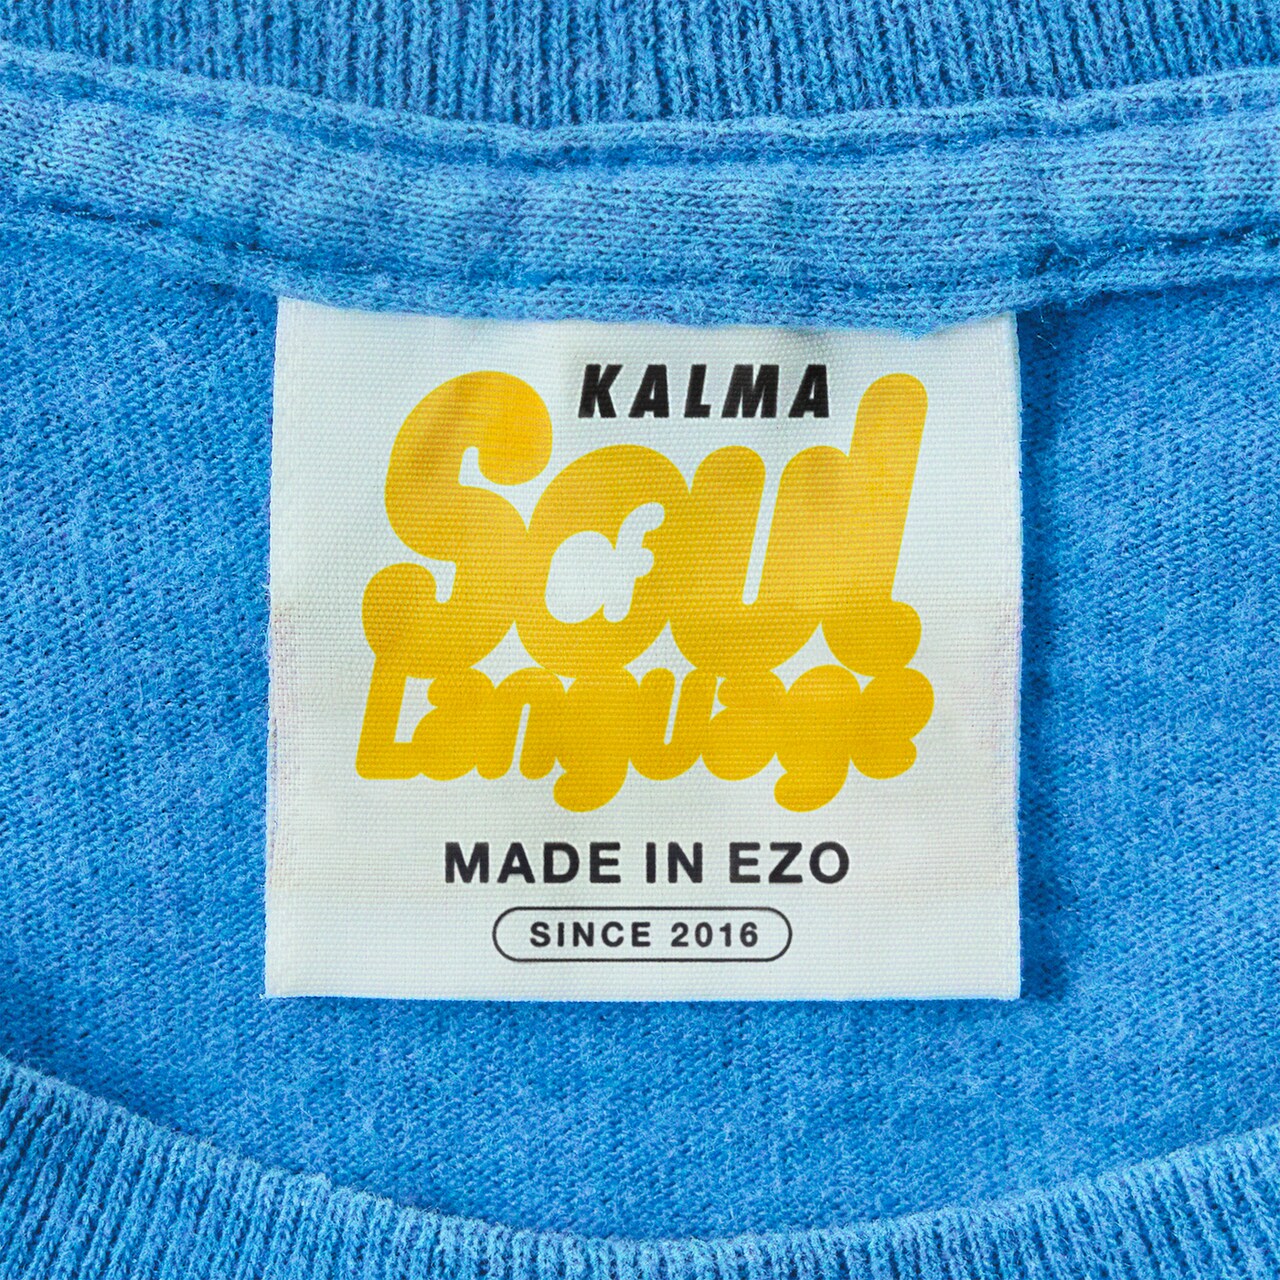 KALMA
Soul
of
Language
MADE IN EZO
SINCE 2016